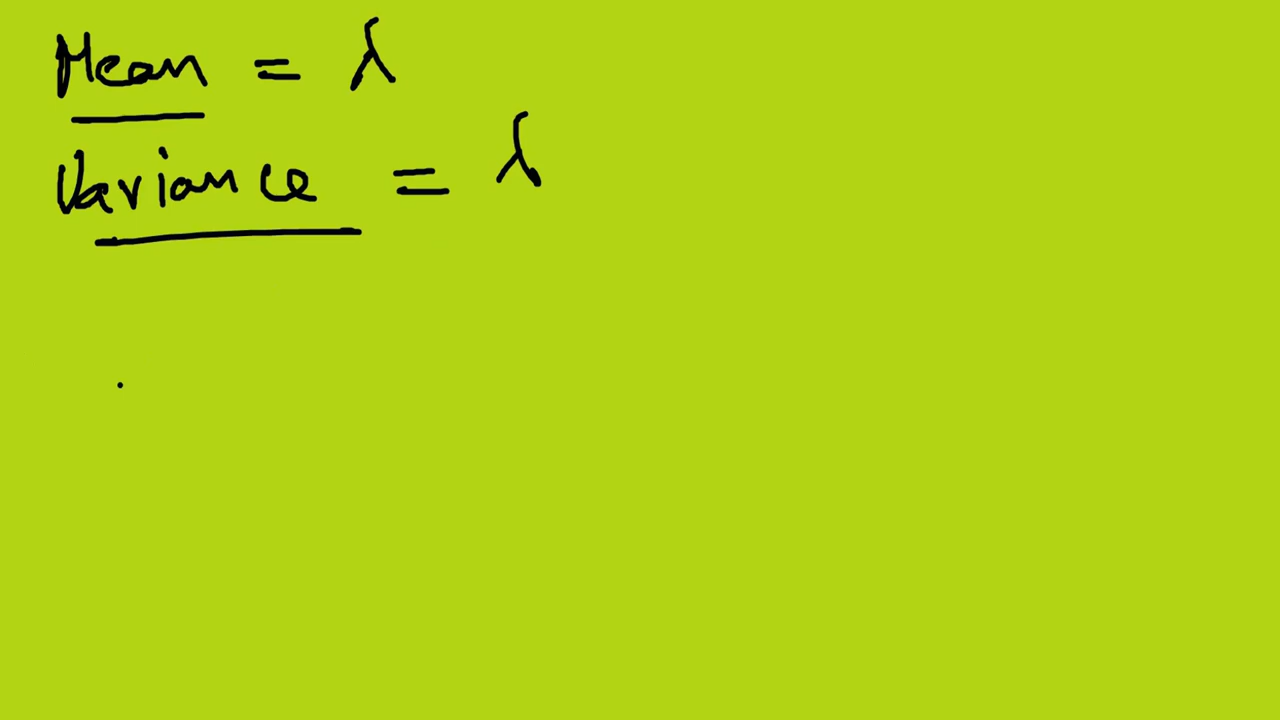 Mean = λ
Variance = λ